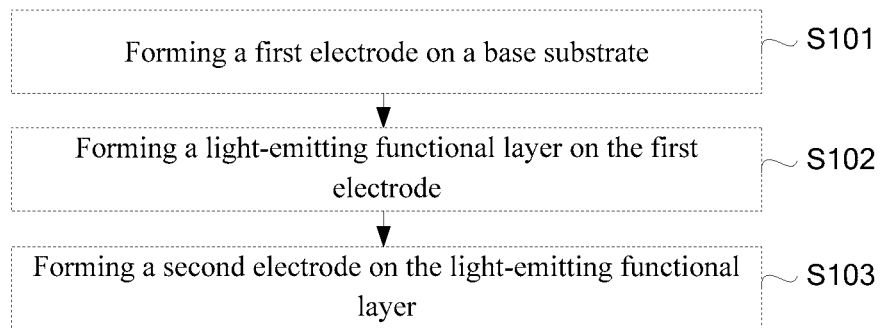 Forming a first electrode on a base substrate
S101
Forming a light-emitting functional layer on the first
electrode
S102
Forming a second electrode on the light-emitting functional
layer
S103